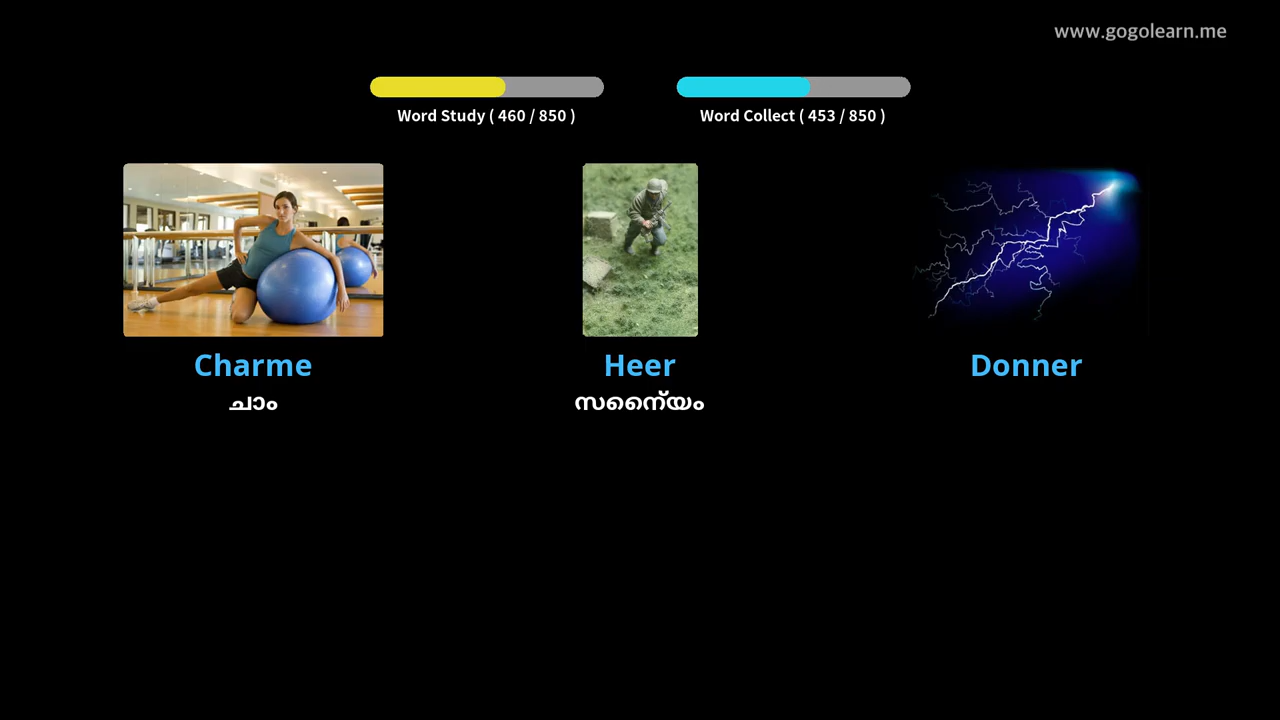 www.gogolearn.me
Word Study ( 460 / 850 )
Word Collect ( 453 / 850 )
Charme
Heer
Donner
ചാം
സൈന്യം